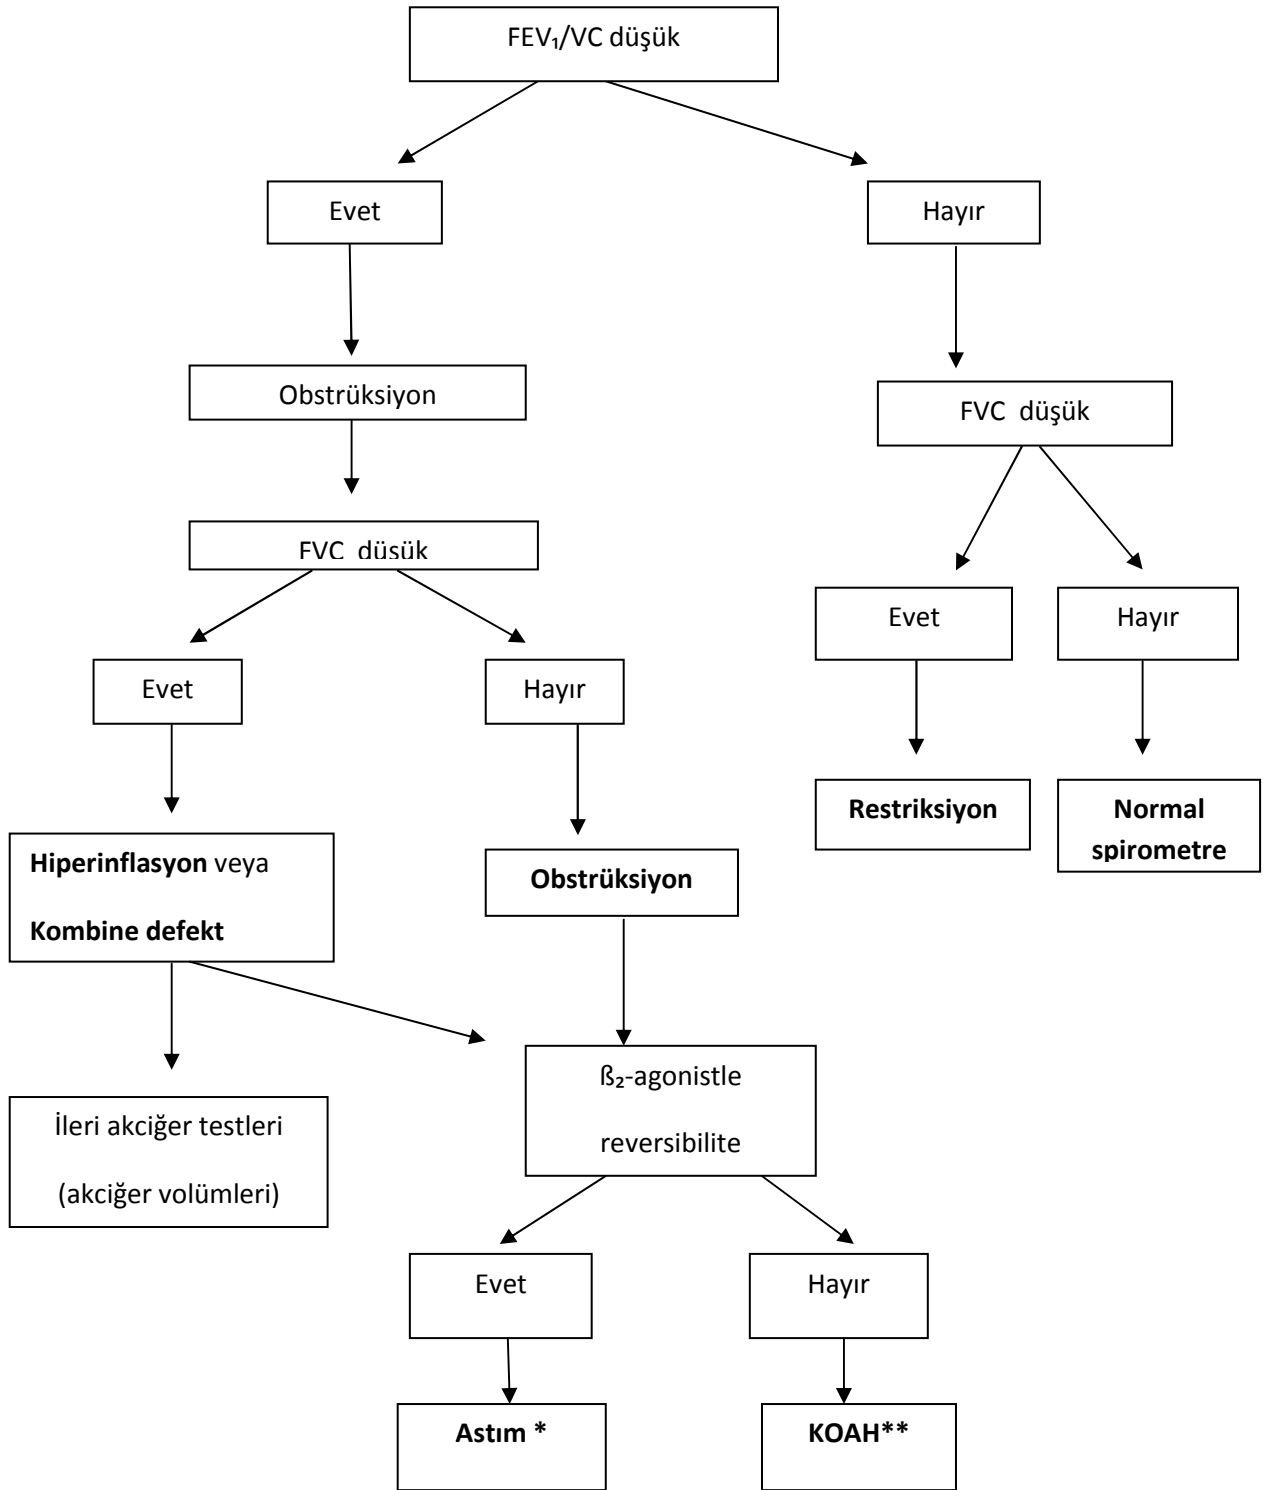 FEV₁/VC düşük
Evet
Hayır
Obstrüksiyon
FVC düşük
FVC düşük
Evet
Hayır
Evet
Hayır
Restriksiyon
Normal
spirometre
Hiperinflasyon veya
Kombine defekt
Obstrüksiyon
ß₂-agonistle
reversibilite
İleri akciğer testleri
(akciğer volümleri)
Evet
Hayır
Astım *
KOAH**